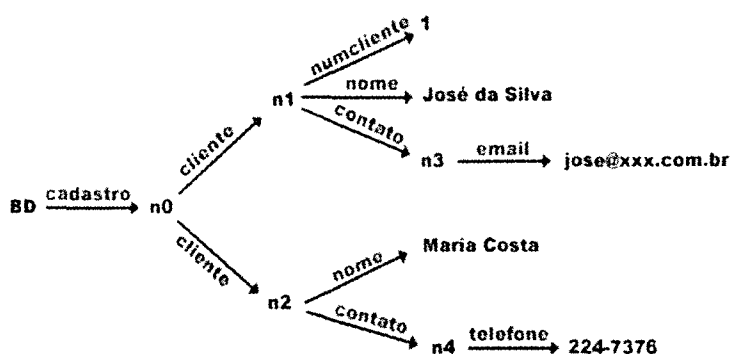 numcliente
1
nome
José da Silva
n1
contato
cliente
n3
email
jose@xxx.com.br
BD
cadastro
n0
cliente
Maria Costa
nome
n2
contato
n4
telefone
224-7376